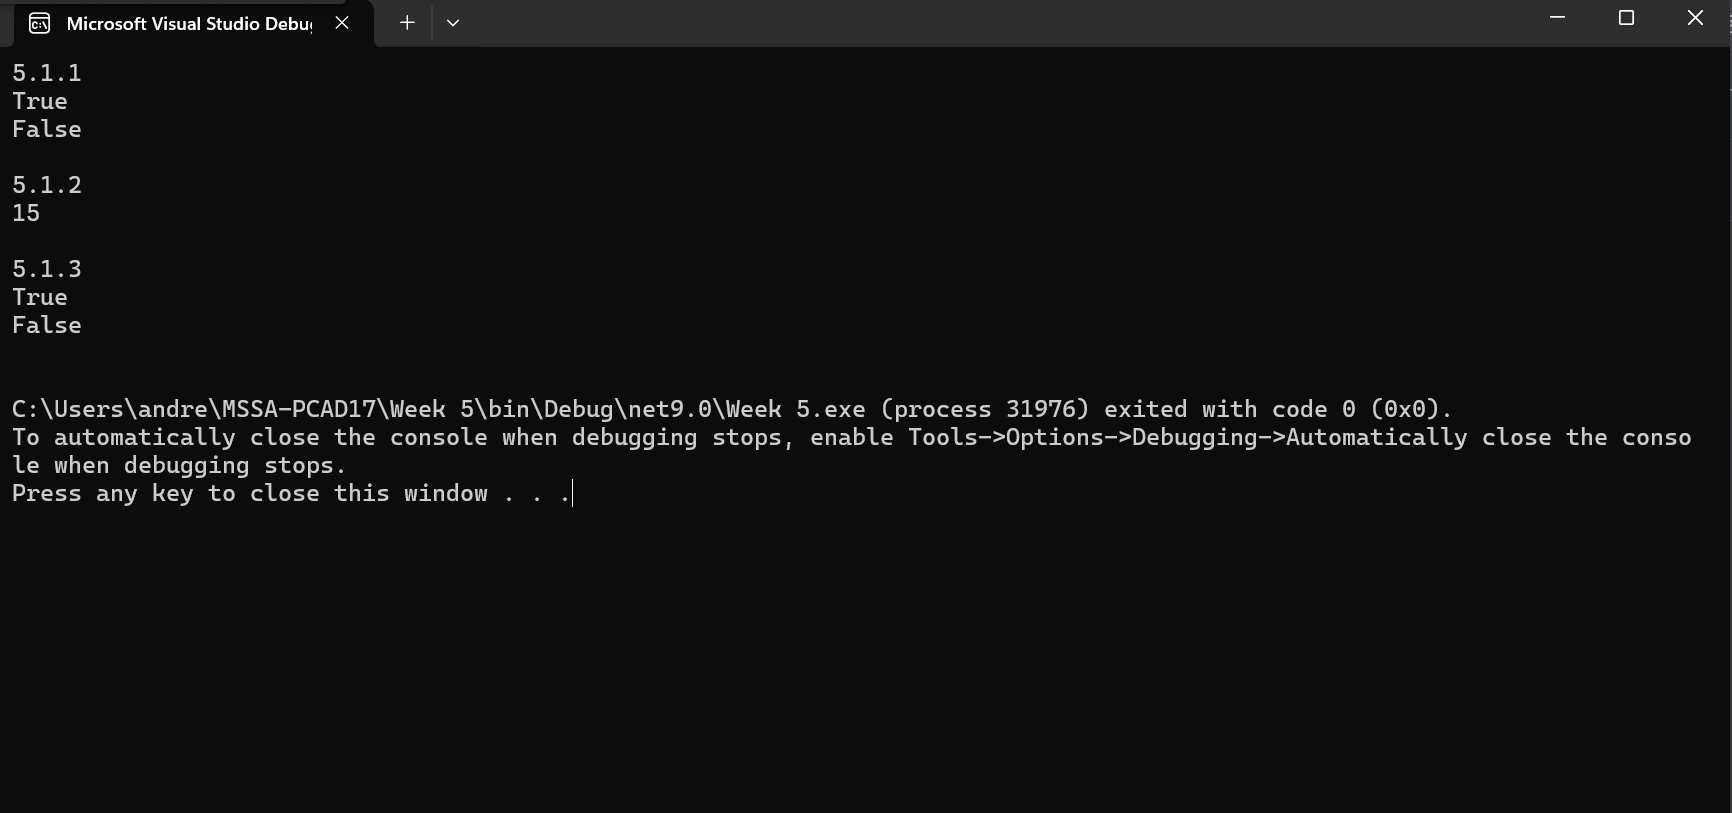 Microsoft Visual Studio Debu
5.1.1
True
False
5.1.2
15
5.1.3
True
False
C:\Users\andre\MSSA-PCAD17\Week 5\bin\Debug\net9.0\Week 5.exe (process 31976) exited with code 0 (0x0).
To automatically close the console when debugging stops, enable Tools->Options->Debugging->Automatically close the conso
le when debugging stops.
Press any key to close this window . . .